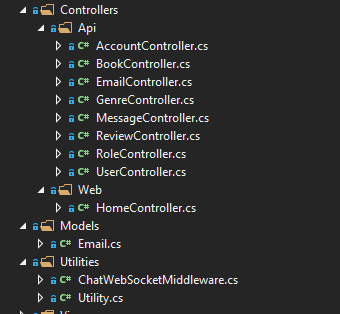 Controllers
Api
C# AccountController.cs
C# BookController.cs
C# EmailController.cs
C# GenreController.cs
C# MessageController.cs
C# ReviewController.cs
C# RoleController.cs
C# UserController.cs
Web
C# HomeController.cs
Models
C# Email.cs
Utilities
C# ChatWebSocketMiddleware.cs
C# Utility.cs